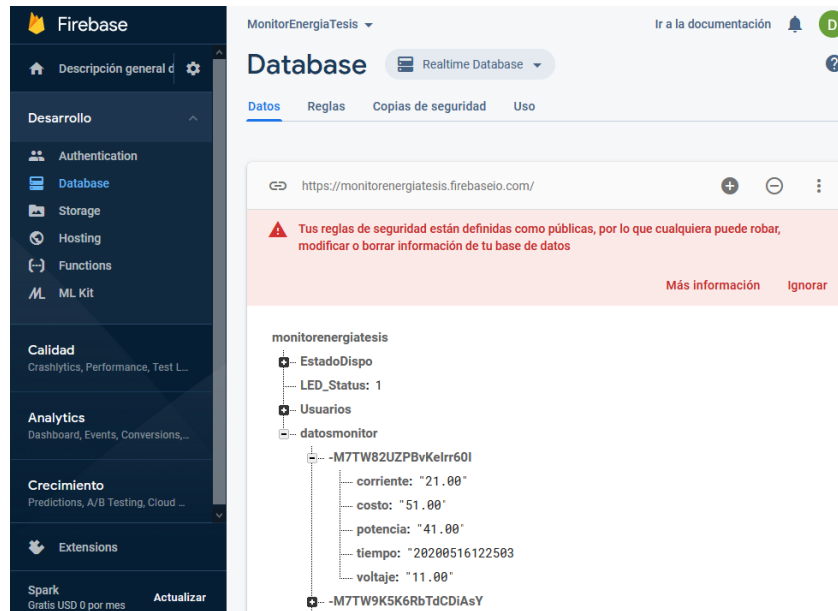 Firebase
Descripción general d
Desarrollo
Authentication
Database
Storage
Hosting
Functions
ML Kit
Calidad
Crashlytics, Performance, Test L...
Analytics
Dashboard, Events, Conversions,...
Crecimiento
Predictions, A/B Testing, Cloud ...
Extensions
Spark
Gratis USD 0 por mes
Actualizar
MonitorEnergiaTesis
Ir a la documentación
D
Database
Realtime Database
Datos
Reglas
Copias de seguridad
Uso
https://monitorenergiatesis.firebaseio.com/
Tus reglas de seguridad están definidas como públicas, por lo que cualquiera puede robar,
modificar o borrar información de tu base de datos
Más información
Ignorar
monitorenergiatesis
EstadoDispo
LED_Status: 1
Usuarios
datosmonitor
-M7TW82UZPBvKelrr60I
corriente: "21.00"
costo: "51.00"
potencia: "41.00"
tiempo: "20200516122503
voltaje: "11.00"
-M7TW9K5K6RbTdCDiAsY